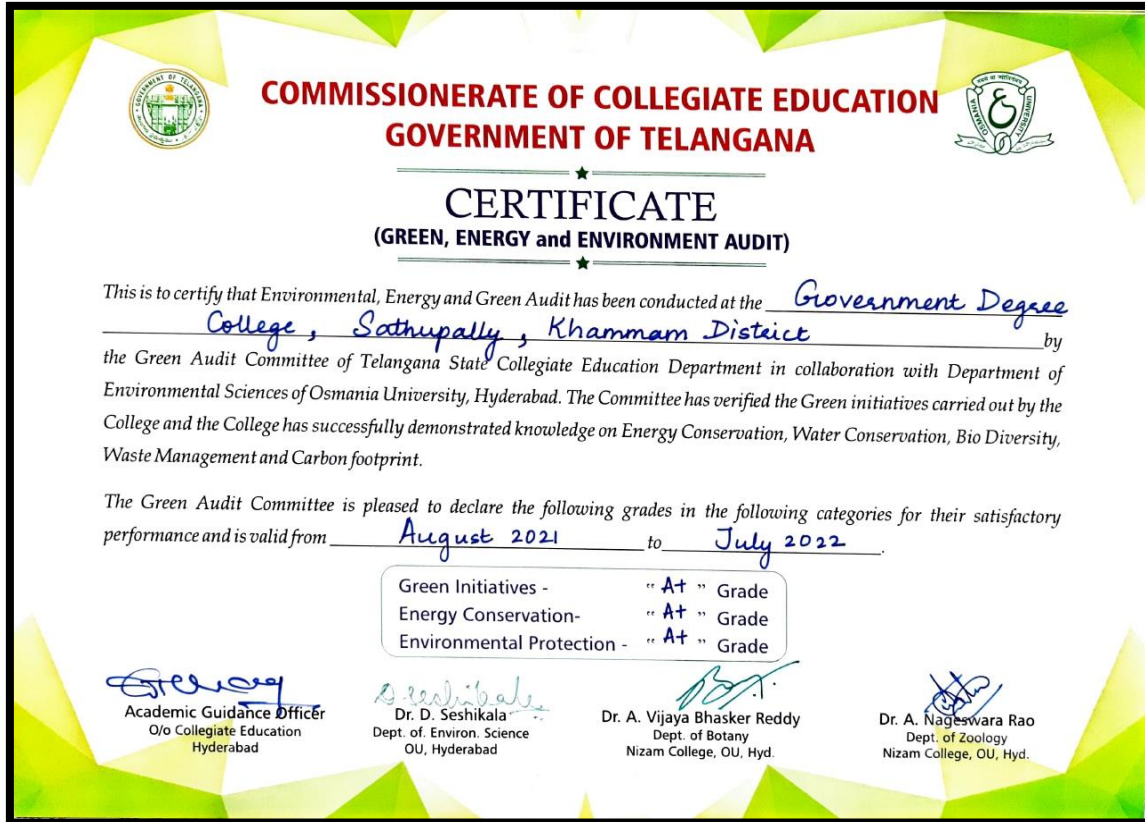 GOVERNMENT OF TELANGANA
OSMANIA UNIVERSITY
COMMISSIONERATE OF COLLEGIATE EDUCATION
GOVERNMENT OF TELANGANA
CERTIFICATE
(GREEN, ENERGY and ENVIRONMENT AUDIT)
This is to certify that Environmental, Energy and Green Audit has been conducted at the Government Degree
College, Sathupally, Khammam District by
the Green Audit Committee of Telangana State Collegiate Education Department in collaboration with Department of
Environmental Sciences of Osmania University, Hyderabad. The Committee has verified the Green initiatives carried out by the
College and the College has successfully demonstrated knowledge on Energy Conservation, Water Conservation, Bio Diversity,
Waste Management and Carbon footprint.
The Green Audit Committee is pleased to declare the following grades in the following categories for their satisfactory
performance and is valid from August 2021 to July 2022.
Green Initiatives - "A+" Grade
Energy Conservation- "A+" Grade
Environmental Protection - "A+" Grade
Academic Guidance Officer
O/o Collegiate Education
Hyderabad
D. Seshikala
Dr. D. Seshikala
Dept. of. Environ. Science
OU, Hyderabad
Dr. A. Vijaya Bhasker Reddy
Dept. of Botany
Nizam College, OU, Hyd.
Dr. A. Nageswara Rao
Dept. of Zoology
Nizam College, OU, Hyd.